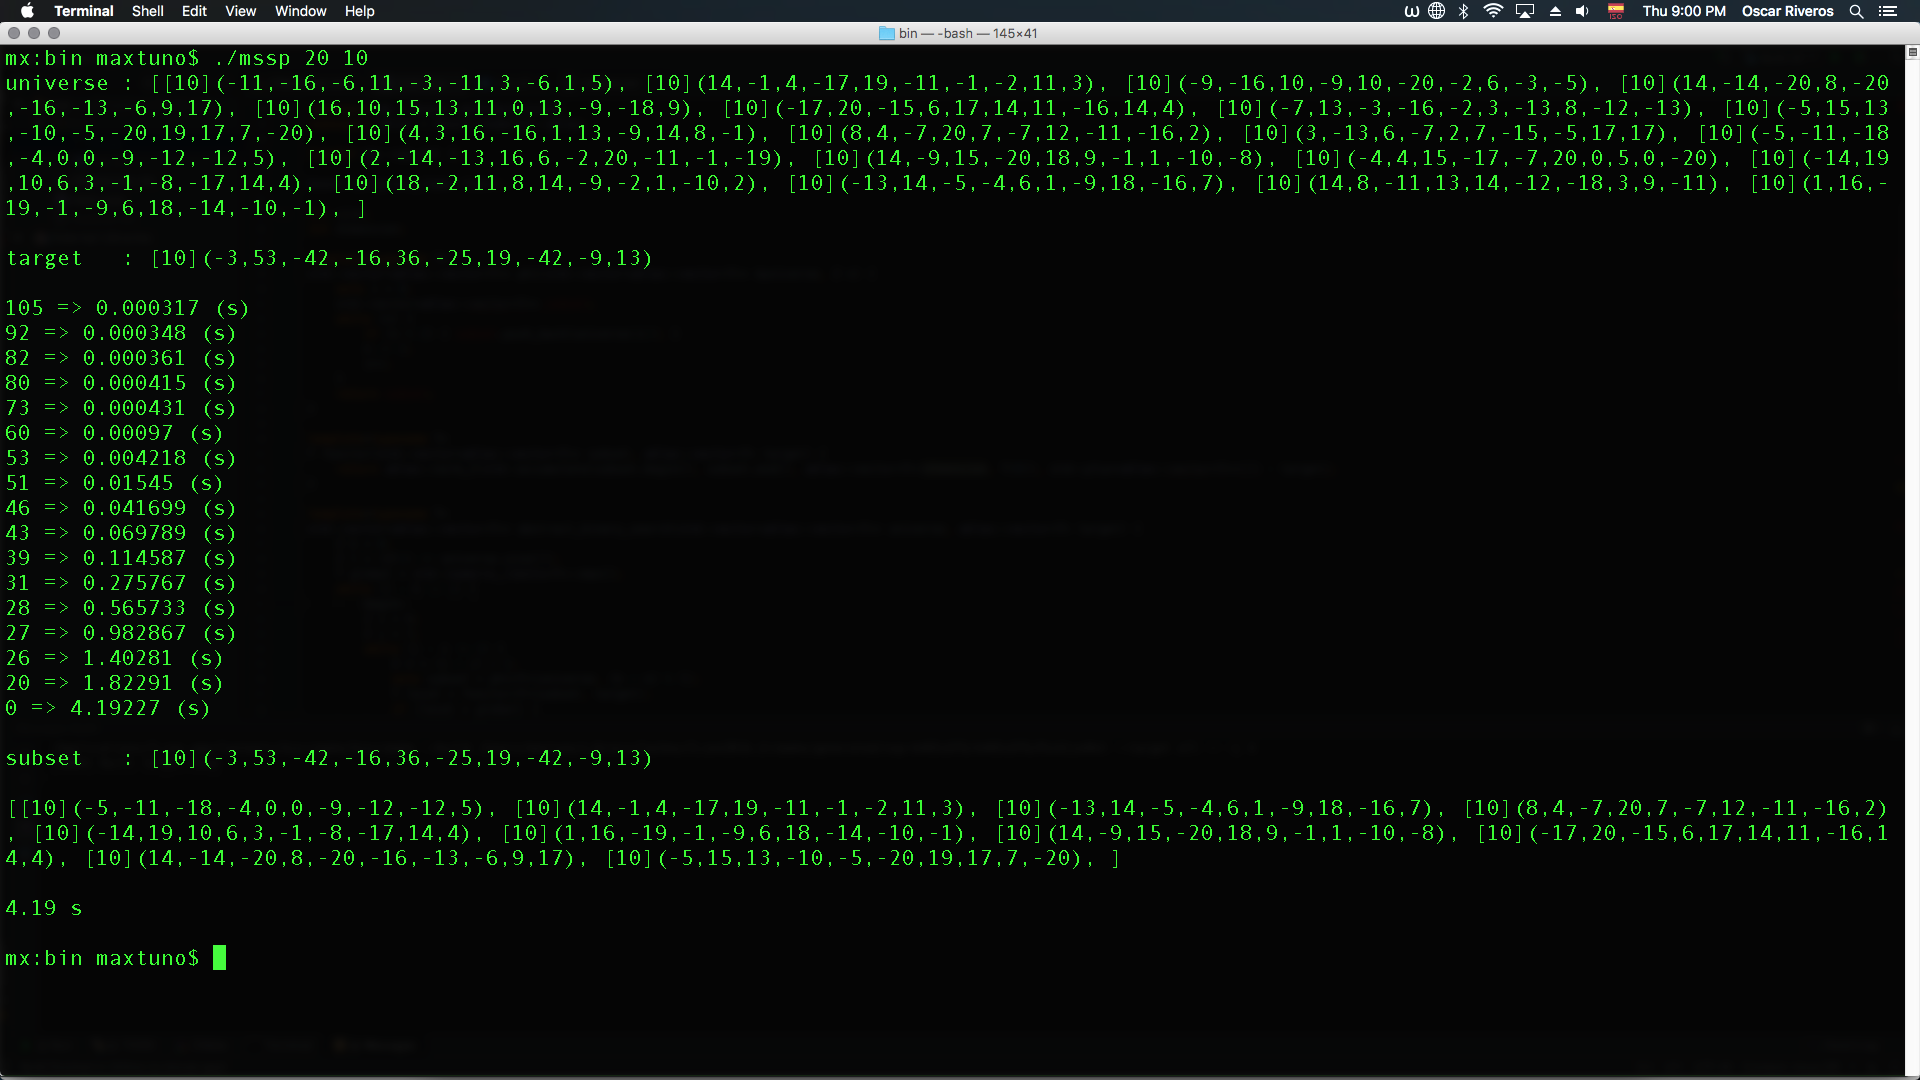 Terminal Shell Edit View Window Help Thu 9:00 PM Oscar Riveros
bin — -bash — 145×41
mx:bin maxtuno$ ./mssp 20 10
universe : [[10](-11,-16,-6,11,-3,-11,3,-6,1,5), [10](14,-1,4,-17,19,-11,-1,-2,11,3), [10](-9,-16,10,-9,10,-20,-2,6,-3,-5), [10](14,-14,-20,8,-20
,-16,-13,-6,9,17), [10](16,10,15,13,11,0,13,-9,-18,9), [10](-17,20,-15,6,17,14,11,-16,14,4), [10](-7,13,-3,-16,-2,3,-13,8,-12,-13), [10](-5,15,13
,-10,-5,-20,19,17,7,-20), [10](4,3,16,-16,1,13,-9,14,8,-1), [10](8,4,-7,20,7,-7,12,-11,-16,2), [10](3,-13,6,-7,2,7,-15,-5,17,17), [10](-5,-11,-18
,-4,0,0,-9,-12,-12,5), [10](2,-14,-13,16,6,-2,20,-11,-1,-19), [10](14,-9,15,-20,18,9,-1,1,-10,-8), [10](-4,4,15,-17,-7,20,0,5,0,-20), [10](-14,19
,10,6,3,-1,-8,-17,14,4), [10](18,-2,11,8,14,-9,-2,1,-10,2), [10](-13,14,-5,-4,6,1,-9,18,-16,7), [10](14,8,-11,13,14,-12,-18,3,9,-11), [10](1,16,-
19,-1,-9,6,18,-14,-10,-1), ]
target : [10](-3,53,-42,-16,36,-25,19,-42,-9,13)
105 => 0.000317 (s)
92 => 0.000348 (s)
82 => 0.000361 (s)
80 => 0.000415 (s)
73 => 0.000431 (s)
60 => 0.00097 (s)
53 => 0.004218 (s)
51 => 0.01545 (s)
46 => 0.041699 (s)
43 => 0.069789 (s)
39 => 0.114587 (s)
31 => 0.275767 (s)
28 => 0.565733 (s)
27 => 0.982867 (s)
26 => 1.40281 (s)
20 => 1.82291 (s)
0 => 4.19227 (s)
subset : [10](-3,53,-42,-16,36,-25,19,-42,-9,13)
[[10](-5,-11,-18,-4,0,0,-9,-12,-12,5), [10](14,-1,4,-17,19,-11,-1,-2,11,3), [10](-13,14,-5,-4,6,1,-9,18,-16,7), [10](8,4,-7,20,7,-7,12,-11,-16,2)
, [10](-14,19,10,6,3,-1,-8,-17,14,4), [10](1,16,-19,-1,-9,6,18,-14,-10,-1), [10](14,-9,15,-20,18,9,-1,1,-10,-8), [10](-17,20,-15,6,17,14,11,-16,1
4,4), [10](14,-14,-20,8,-20,-16,-13,-6,9,17), [10](-5,15,13,-10,-5,-20,19,17,7,-20), ]
4.19 s
mx:bin maxtuno$